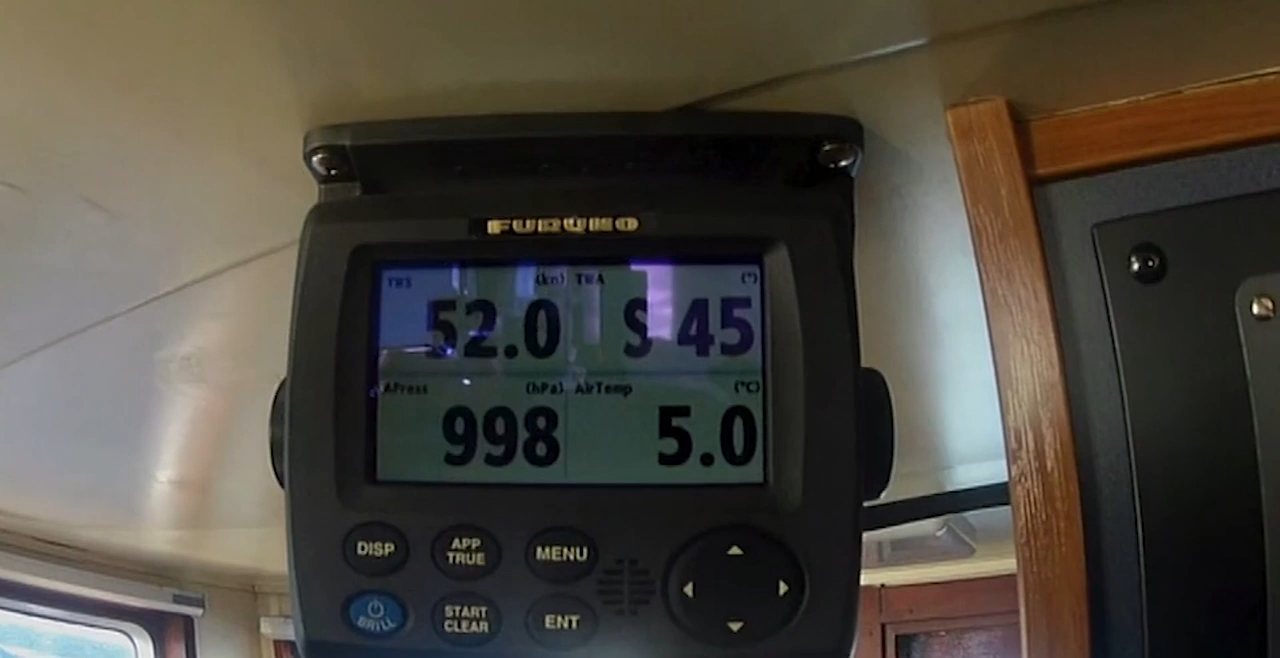 FURUNO
TWS (kn) TWA (°)
52.0 S 45
APress (hPa) AirTemp (°C)
998 5.0
DISP APP TRUE MENU
BRILL START CLEAR ENT